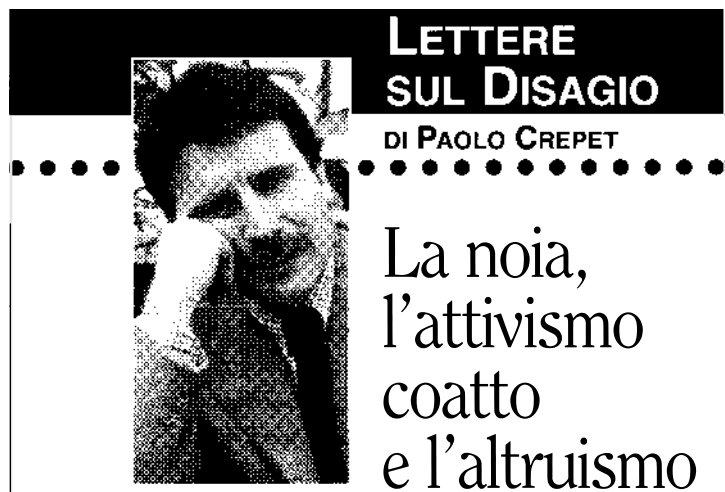 LETTERE
SUL DISAGIO
DI PAOLO CREPET
La noia,
l'attivismo
coatto
e l'altruismo